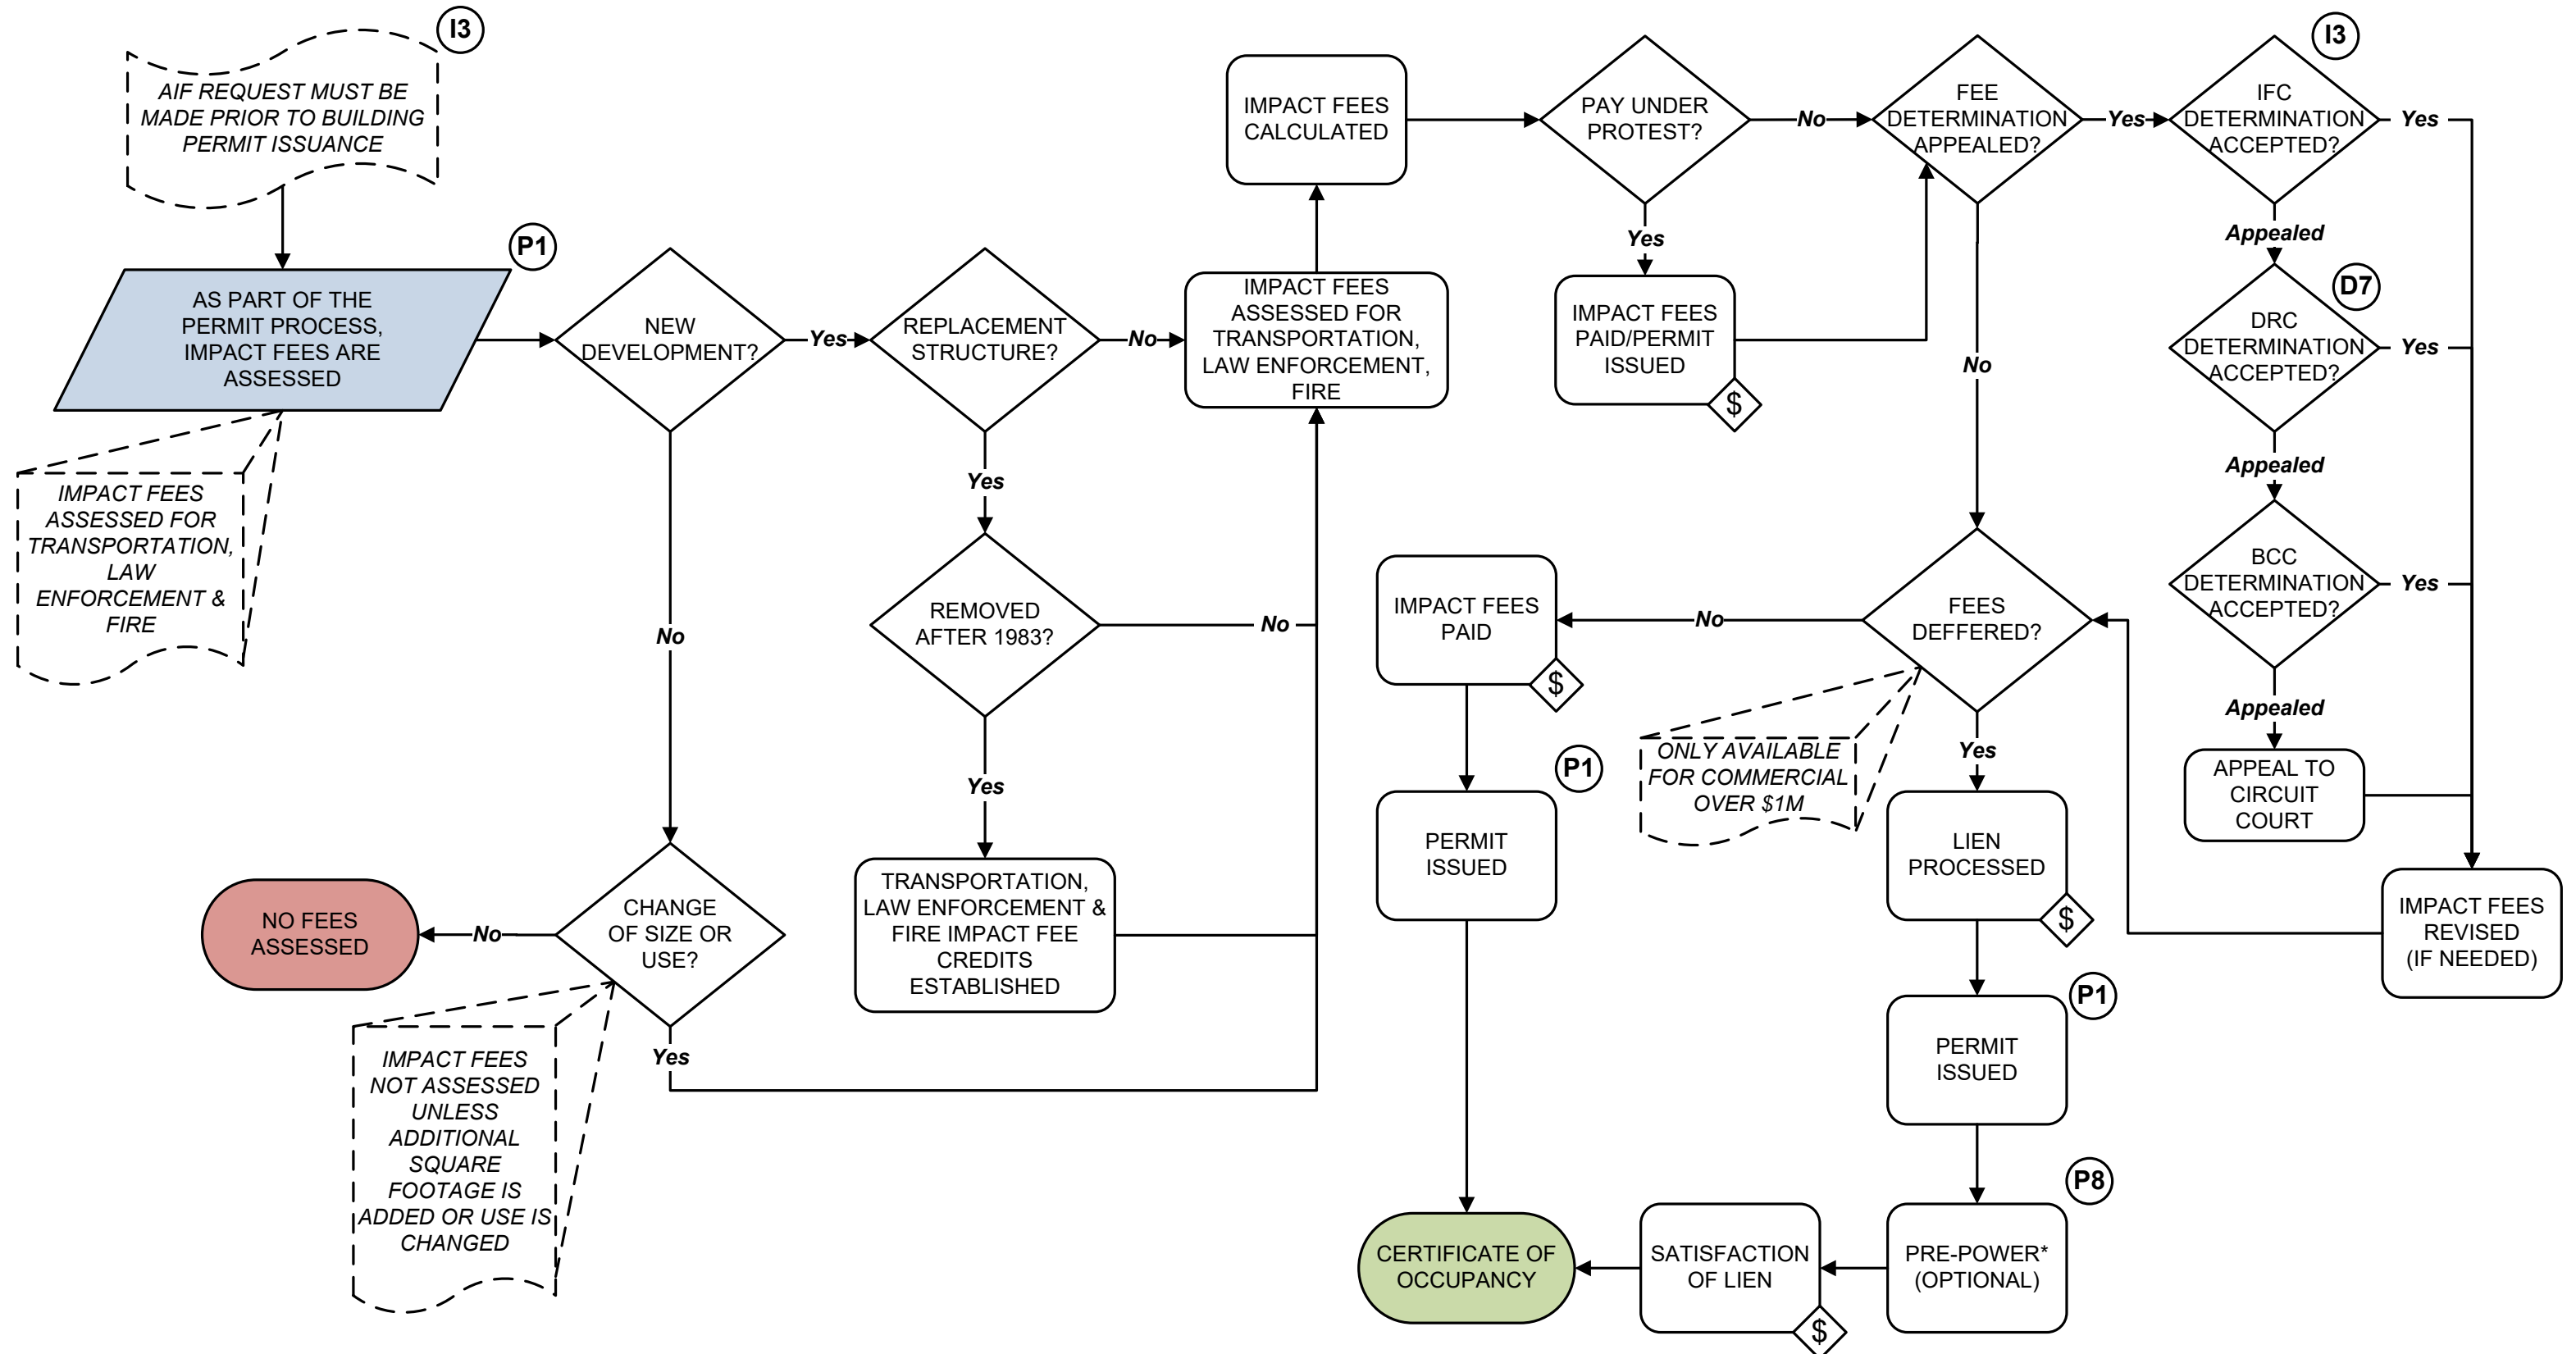 I3
AIF REQUEST MUST BE
MADE PRIOR TO BUILDING
PERMIT ISSUANCE
P1
AS PART OF THE
PERMIT PROCESS,
IMPACT FEES ARE
ASSESSED
IMPACT FEES
ASSESSED FOR
TRANSPORTATION,
LAW
ENFORCEMENT &
FIRE
NEW
DEVELOPMENT?
Yes
No
REPLACEMENT
STRUCTURE?
No
Yes
REMOVED
AFTER 1983?
No
Yes
TRANSPORTATION,
LAW ENFORCEMENT &
FIRE IMPACT FEE
CREDITS
ESTABLISHED
CHANGE
OF SIZE OR
USE?
No
Yes
NO FEES
ASSESSED
IMPACT FEES
NOT ASSESSED
UNLESS
ADDITIONAL
SQUARE
FOOTAGE IS
ADDED OR USE IS
CHANGED
IMPACT FEES
ASSESSED FOR
TRANSPORTATION,
LAW ENFORCEMENT,
FIRE
IMPACT FEES
CALCULATED
PAY UNDER
PROTEST?
No
Yes
IMPACT FEES
PAID/PERMIT
ISSUED
$
FEE
DETERMINATION
APPEALED?
Yes
No
I3
IFC
DETERMINATION
ACCEPTED?
Yes
Appealed
D7
DRC
DETERMINATION
ACCEPTED?
Yes
Appealed
BCC
DETERMINATION
ACCEPTED?
Yes
Appealed
APPEAL TO
CIRCUIT
COURT
IMPACT FEES
REVISED
(IF NEEDED)
FEES
DEFFERED?
No
Yes
ONLY AVAILABLE
FOR COMMERCIAL
OVER $1M
IMPACT FEES
PAID
$
P1
PERMIT
ISSUED
LIEN
PROCESSED
$
P1
PERMIT
ISSUED
P8
PRE-POWER*
(OPTIONAL)
SATISFACTION
OF LIEN
$
CERTIFICATE OF
OCCUPANCY